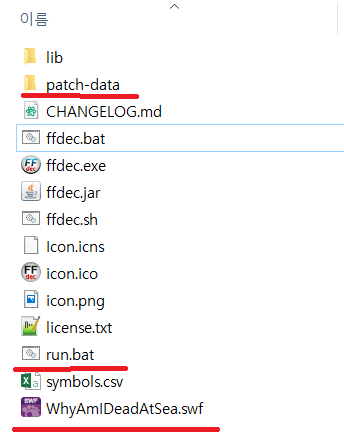 이름
lib
patch-data
CHANGELOG.md
ffdec.bat
ffdec.exe
ffdec.jar
ffdec.sh
Icon.icns
icon.ico
icon.png
license.txt
run.bat
symbols.csv
WhyAmIDeadAtSea.swf